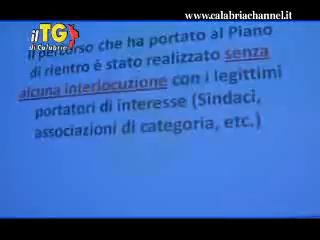 www.calabriachannel.it
il TG
di Calabria
Il percorso che ha portato al Piano
di rientro è stato realizzato senza
alcuna interlocuzione con i legittimi
portatori di interesse (Sindaci,
associazioni di categoria, etc.)